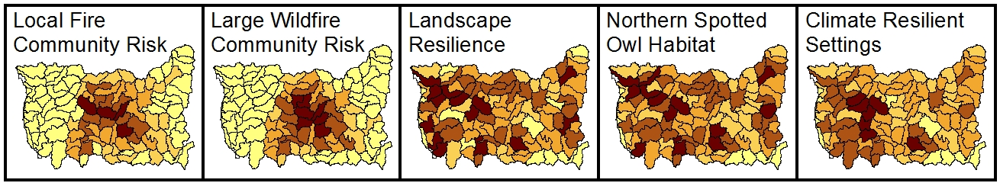 Local Fire
Community Risk
Large Wildfire
Community Risk
Landscape
Resilience
Northern Spotted
Owl Habitat
Climate Resilient
Settings